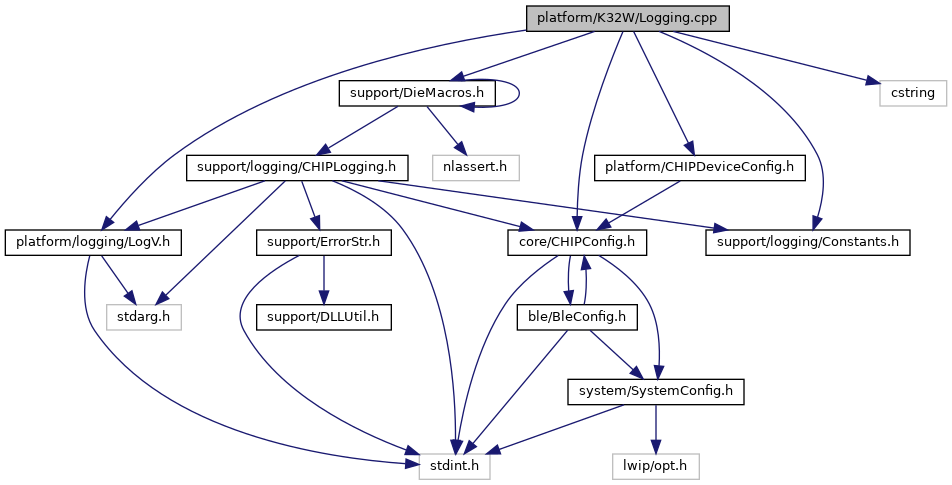 platform/K32W/Logging.cpp
support/DieMacros.h
cstring
support/logging/CHIPLogging.h
nlassert.h
platform/CHIPDeviceConfig.h
platform/logging/LogV.h
support/ErrorStr.h
core/CHIPConfig.h
support/logging/Constants.h
stdarg.h
support/DLLUtil.h
ble/BleConfig.h
system/SystemConfig.h
stdint.h
lwip/opt.h